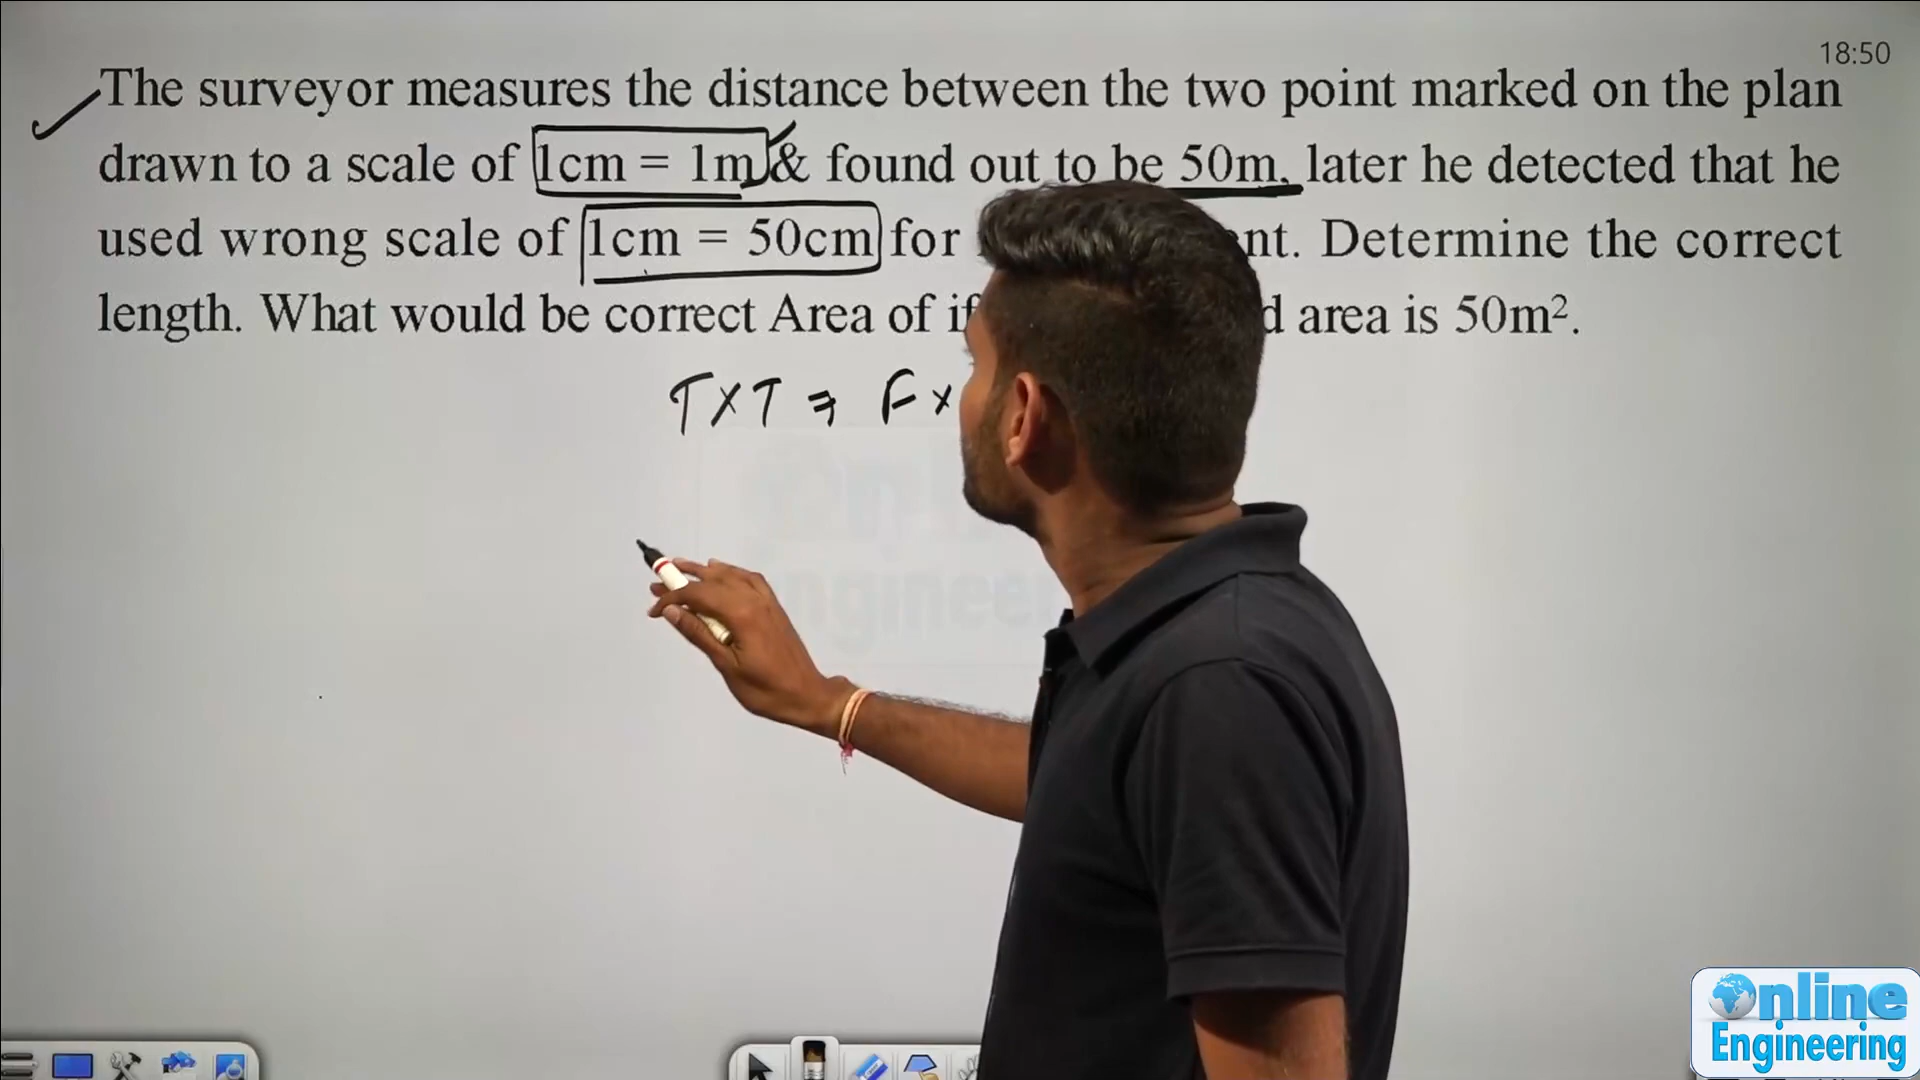 18:50
The surveyor measures the distance between the two point marked on the plan
drawn to a scale of 1cm = 1m & found out to be 50m, later he detected that he
used wrong scale of 1cm = 50cm for nt. Determine the correct
length. What would be correct Area of if d area is 50m².
T×T = F×
Online
Engineering